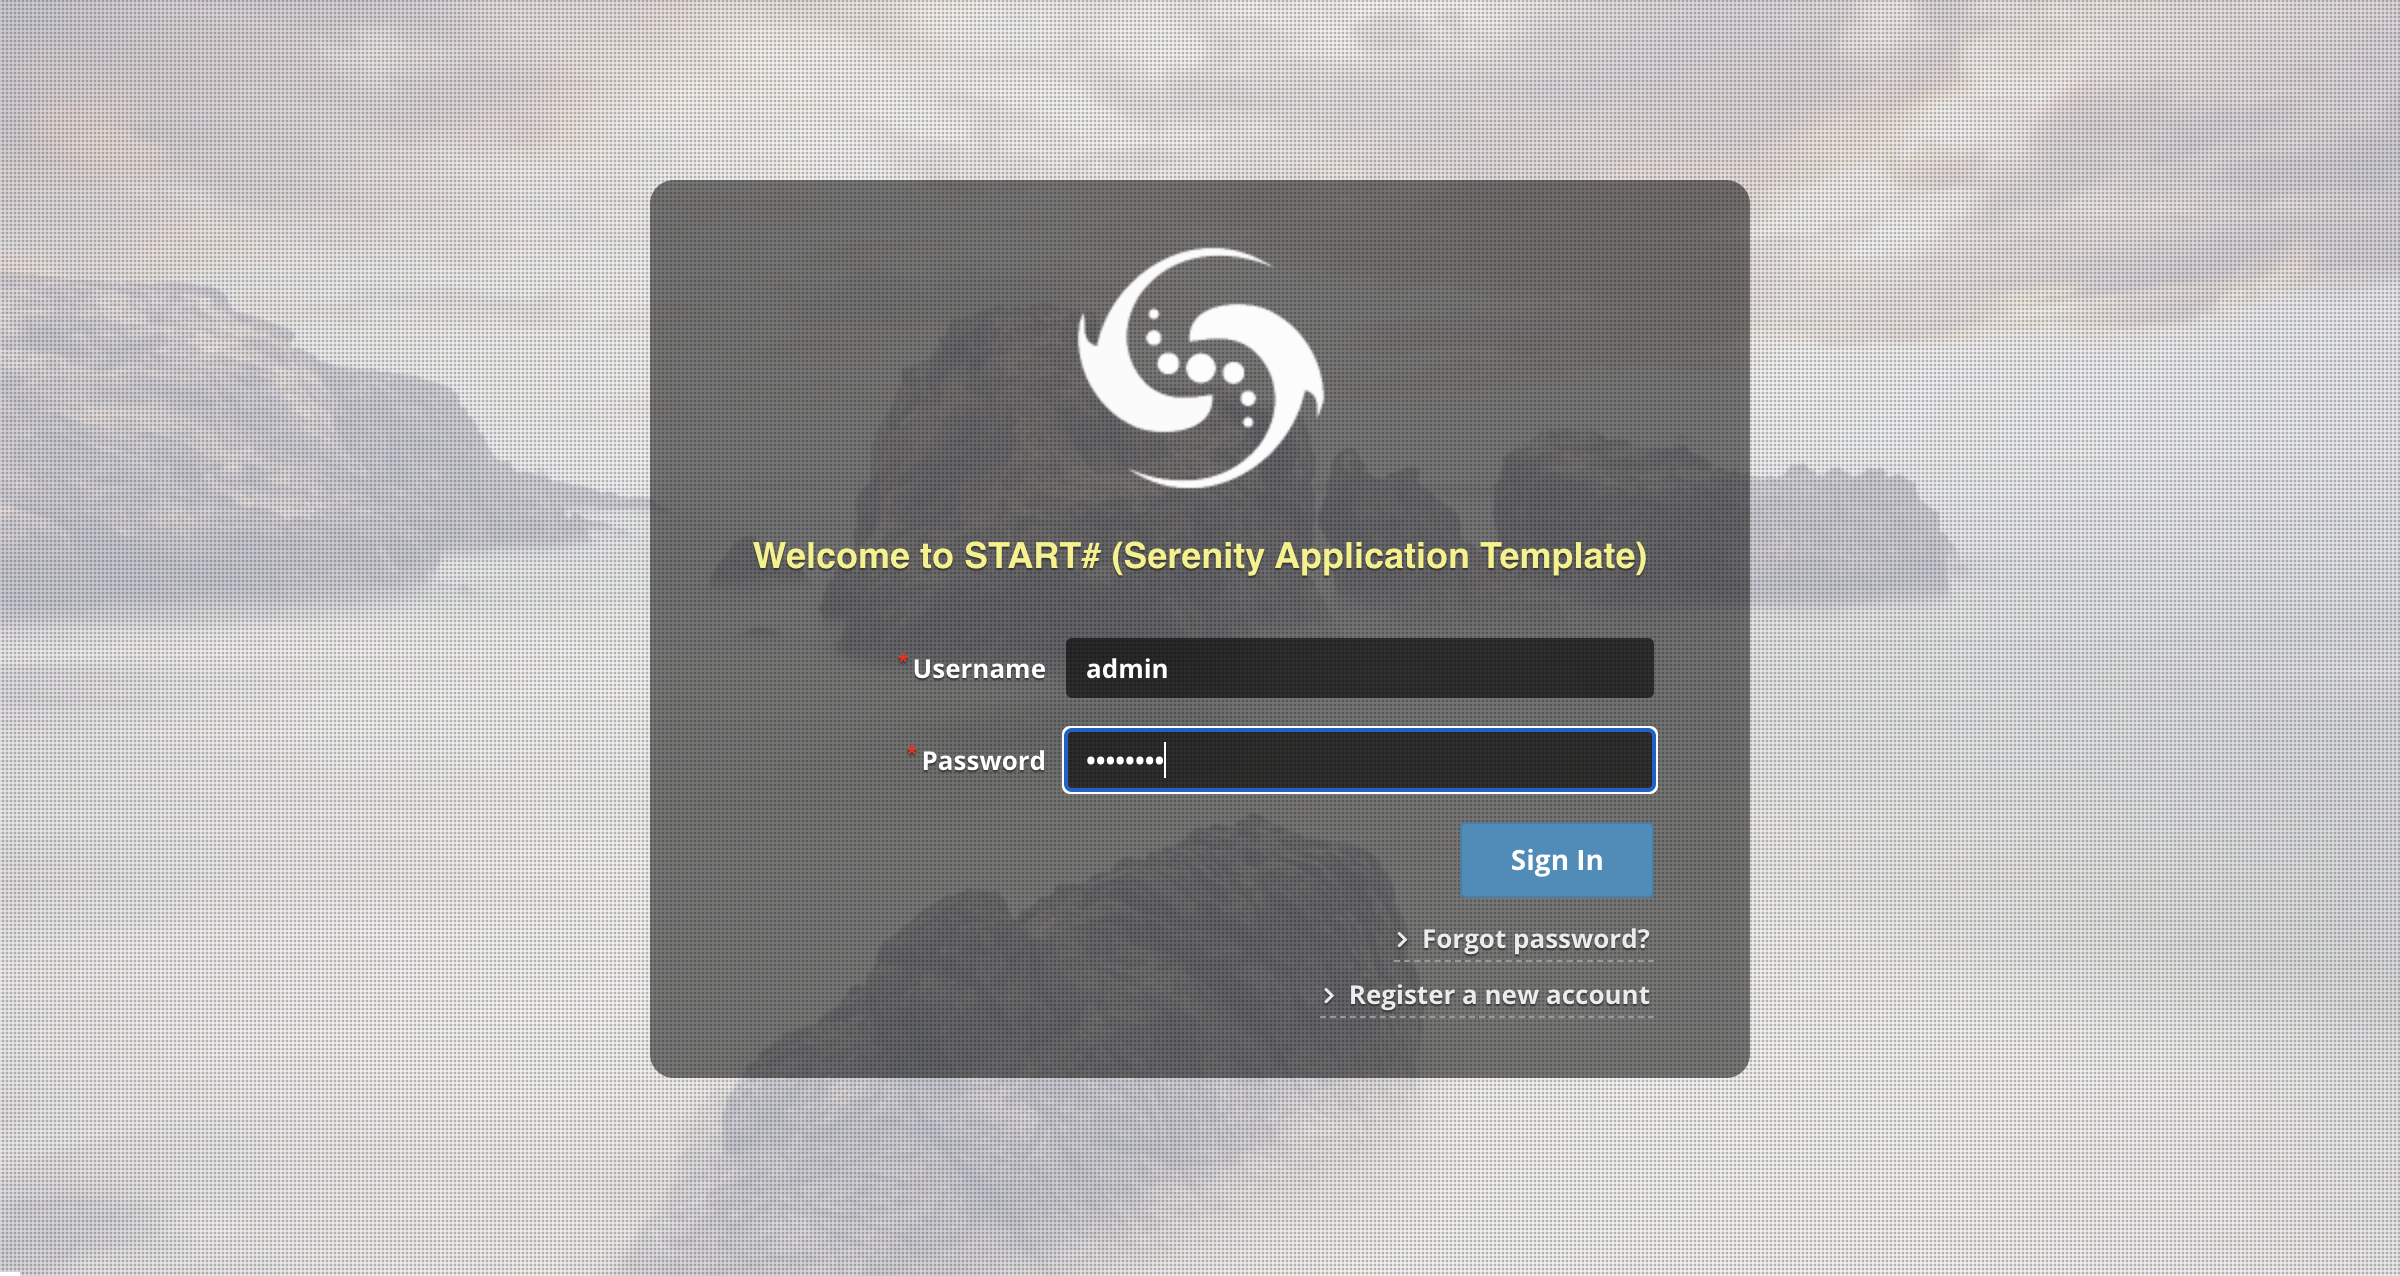 Welcome to START# (Serenity Application Template)
* Username admin
* Password ••••••••
Sign In
> Forgot password?
> Register a new account